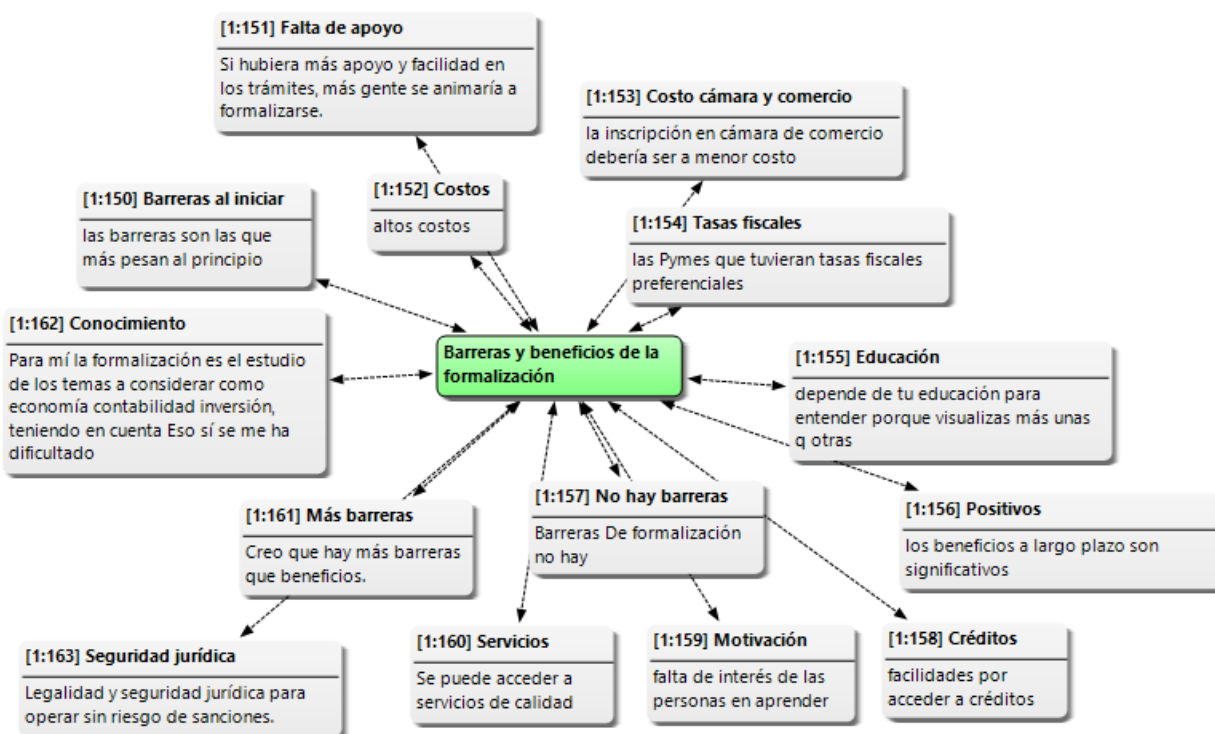 [1:151] Falta de apoyo
Si hubiera más apoyo y facilidad en
los trámites, más gente se animaría a
formalizarse.
[1:153] Costo cámara y comercio
la inscripción en cámara de comercio
debería ser a menor costo
[1:150] Barreras al iniciar
las barreras son las que
más pesan al principio
[1:152] Costos
altos costos
[1:154] Tasas fiscales
las Pymes que tuvieran tasas fiscales
preferenciales
[1:162] Conocimiento
Para mí la formalización es el estudio
de los temas a considerar como
economía contabilidad inversión,
teniendo en cuenta Eso sí se me ha
dificultado
Barreras y beneficios de la
formalización
[1:155] Educación
depende de tu educación para
entender porque visualizas más unas
q otras
[1:161] Más barreras
Creo que hay más barreras
que beneficios.
[1:157] No hay barreras
Barreras De formalización
no hay
[1:156] Positivos
los beneficios a largo plazo son
significativos
[1:163] Seguridad jurídica
Legalidad y seguridad jurídica para
operar sin riesgo de sanciones.
[1:160] Servicios
Se puede acceder a
servicios de calidad
[1:159] Motivación
falta de interés de las
personas en aprender
[1:158] Créditos
facilidades por
acceder a créditos